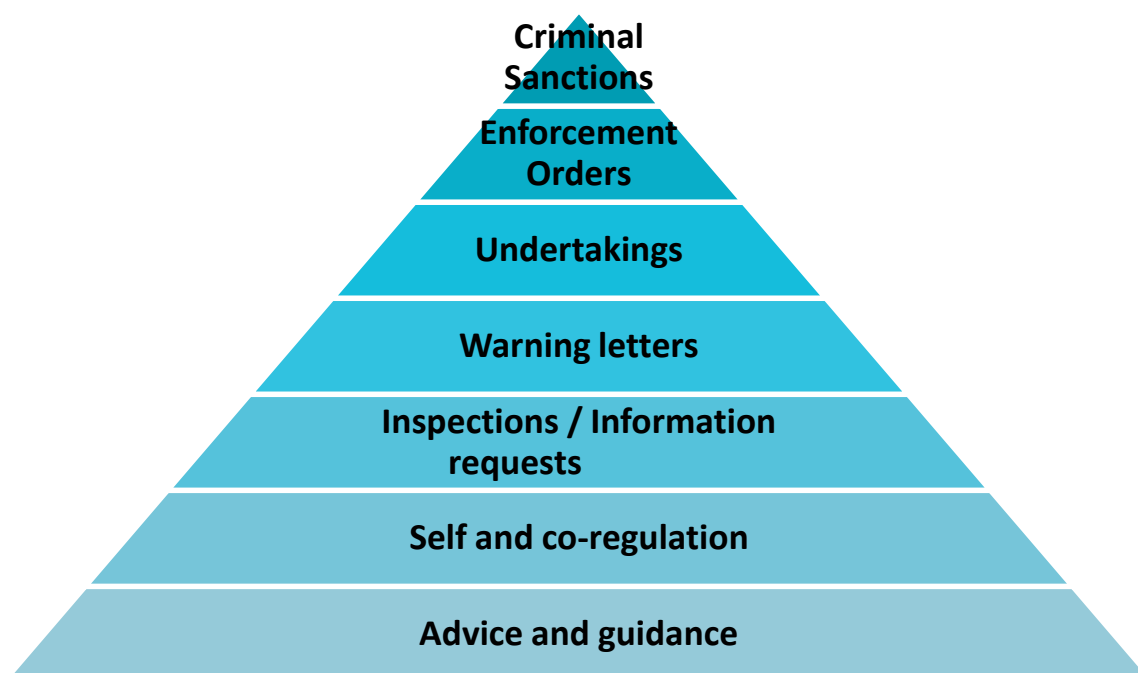 Criminal
Sanctions
Enforcement
Orders
Undertakings
Warning letters
Inspections / Information
requests
Self and co-regulation
Advice and guidance